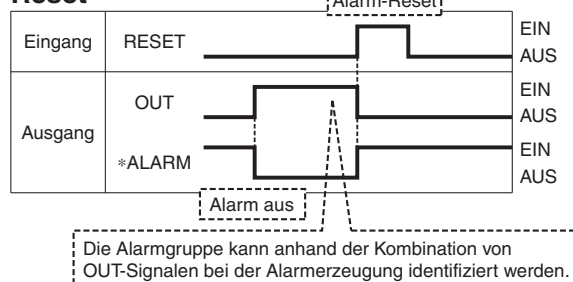 Reset
Alarm-Reset
Eingang RESET EIN
AUS
Ausgang OUT EIN
AUS
*ALARM EIN
AUS
Alarm aus
Die Alarmgruppe kann anhand der Kombination von
OUT-Signalen bei der Alarmerzeugung identifiziert werden.